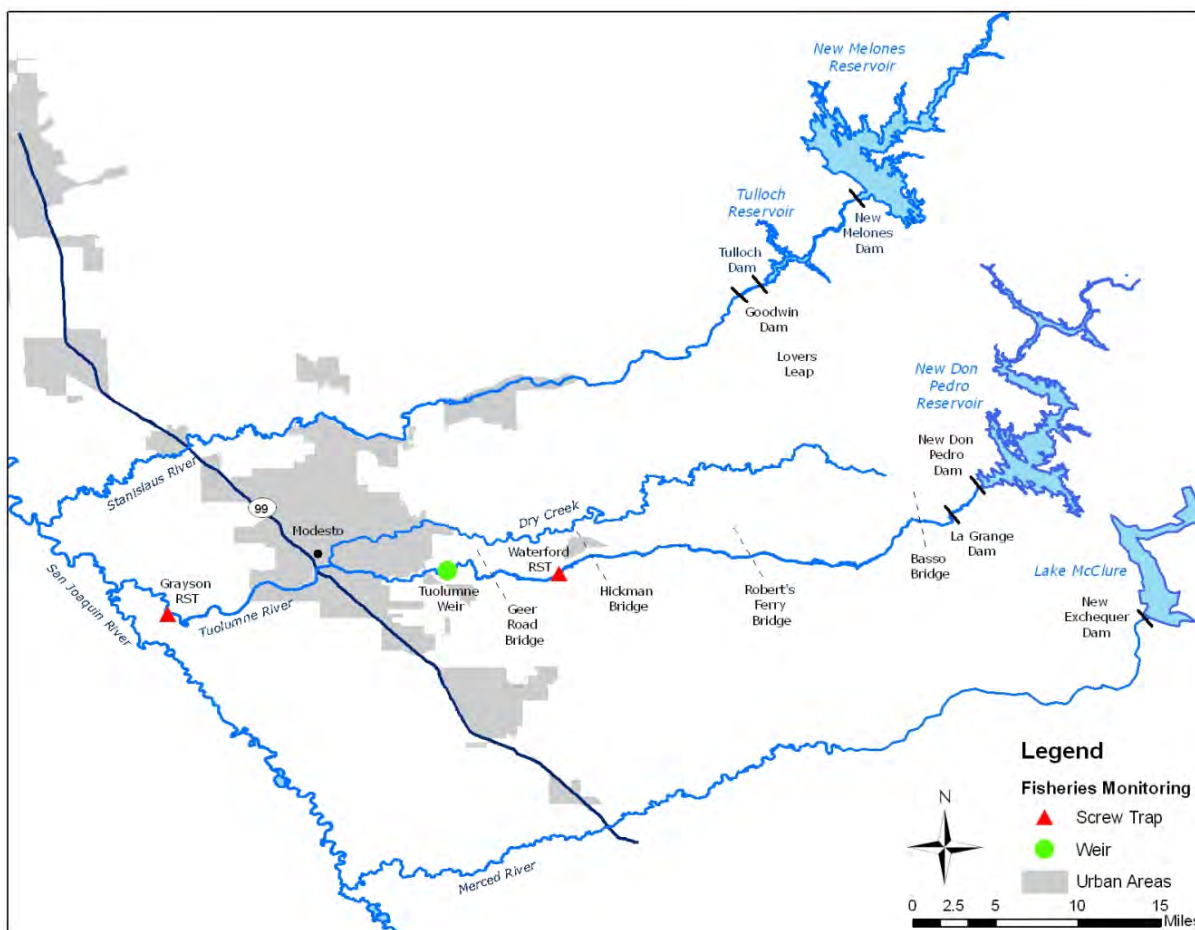 New Melones
Reservoir
Tulloch
Reservoir
New
Melones
Dam
Tulloch
Dam
Goodwin
Dam
Lovers
Leap
New Don
Pedro
Reservoir
New Don
Pedro
Dam
Stanislaus River
99
Modesto
Dry Creek
Waterford
RST
La Grange
Dam
Basso
Bridge
Lake McClure
Grayson
RST
Tuolumne River
San Joaquin River
Tuolumne
Weir
Geer
Road
Bridge
Hickman
Bridge
Robert's
Ferry
Bridge
New
Exchequer
Dam
Merced River
Legend
Fisheries Monitoring
Screw Trap
Weir
Urban Areas
N
0 2.5 5 10 15
Miles